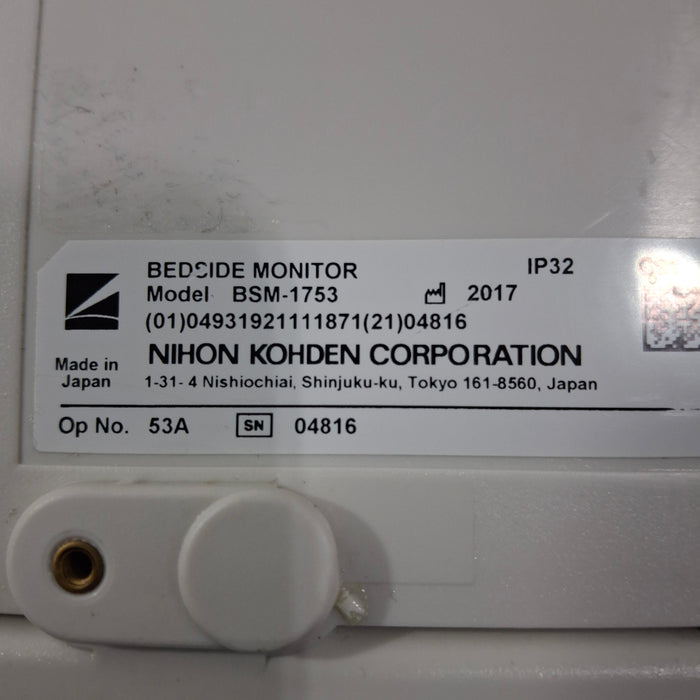 BEDSIDE MONITOR IP32
Model BSM-1753 2017
(01)04931921111871(21)04816
Made in Japan
NIHON KOHDEN CORPORATION
1-31-4 Nishiochiai, Shinjuku-ku, Tokyo 161-8560, Japan
Op No. 53A SN 04816